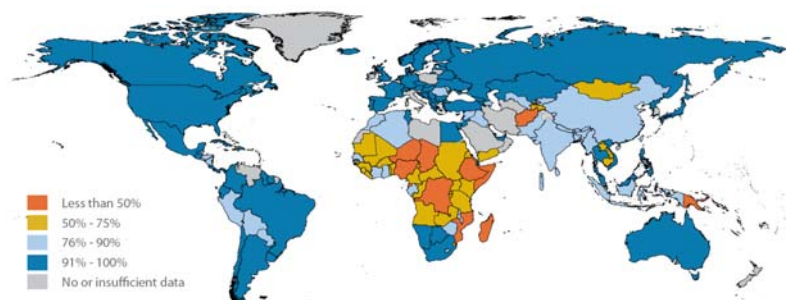 Less than 50%
50% - 75%
76% - 90%
91% - 100%
No or insufficient data